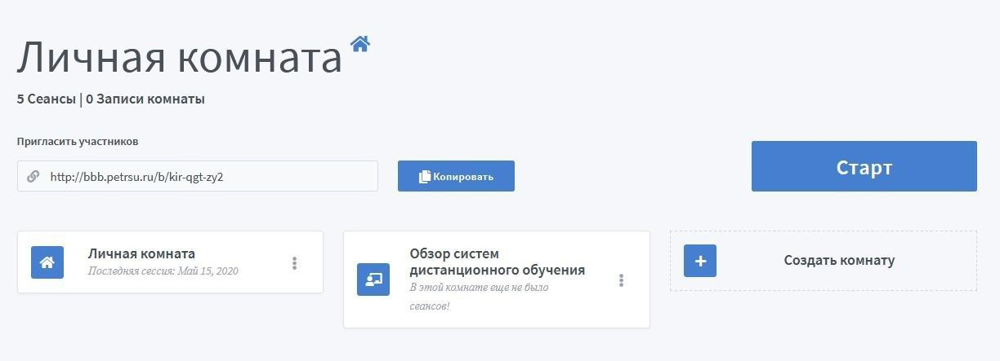 Личная комната
5 Сеансы | 0 Записи комнаты
Пригласить участников
http://bbb.petrsu.ru/b/kir-qgt-zy2
Копировать
Старт
Личная комната
Последняя сессия: Май 15, 2020
Обзор систем
дистанционного обучения
В этой комнате еще не было
сеансов!
Создать комнату